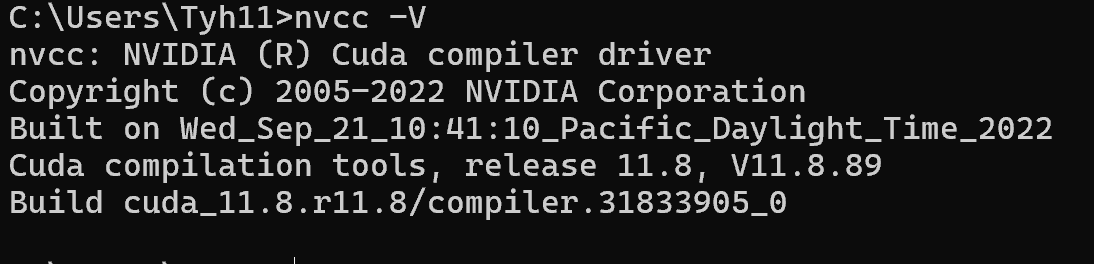 C:\Users\Tyh11>nvcc -V
nvcc: NVIDIA (R) Cuda compiler driver
Copyright (c) 2005-2022 NVIDIA Corporation
Built on Wed_Sep_21_10:41:10_Pacific_Daylight_Time_2022
Cuda compilation tools, release 11.8, V11.8.89
Build cuda_11.8.r11.8/compiler.31833905_0